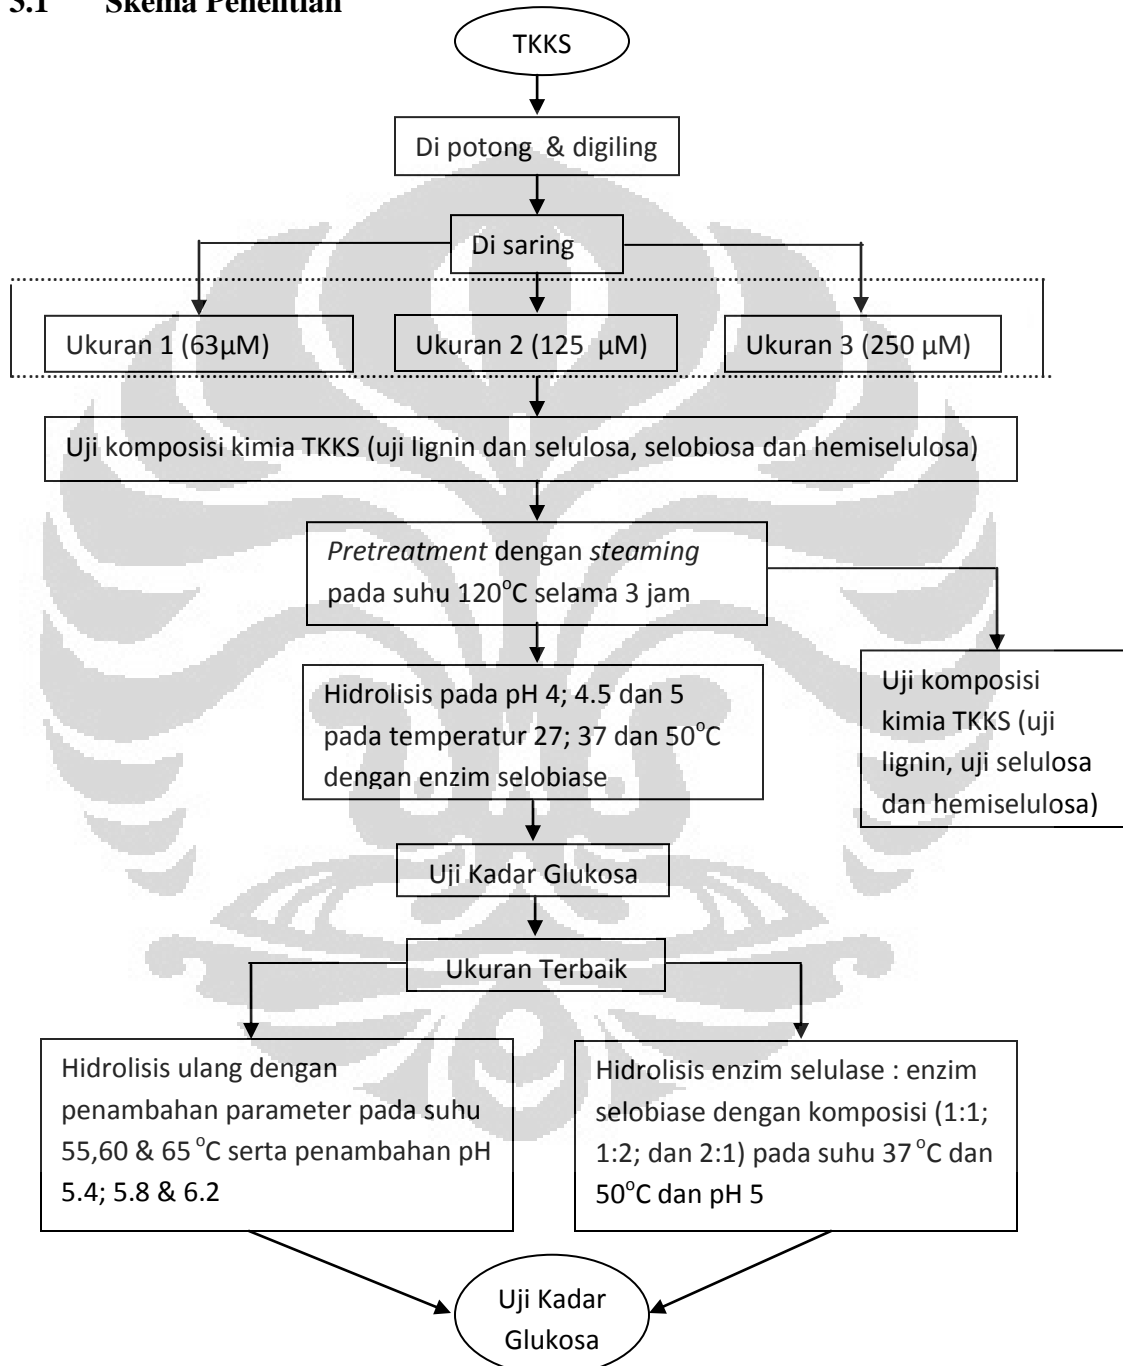 3.1 Skema Penelitian
TKKS
Di potong & digiling
Di saring
Ukuran 1 (63µM)
Ukuran 2 (125 µM)
Ukuran 3 (250 µM)
Uji komposisi kimia TKKS (uji lignin dan selulosa, selobiosa dan hemiselulosa)
Pretreatment dengan steaming
pada suhu 120°C selama 3 jam
Hidrolisis pada pH 4; 4.5 dan 5
pada temperatur 27; 37 dan 50°C
dengan enzim selobiase
Uji komposisi
kimia TKKS (uji
lignin, uji selulosa
dan hemiselulosa)
Uji Kadar Glukosa
Ukuran Terbaik
Hidrolisis ulang dengan
penambahan parameter pada suhu
55,60 & 65 °C serta penambahan pH
5.4; 5.8 & 6.2
Hidrolisis enzim selulase : enzim
selobiase dengan komposisi (1:1;
1:2; dan 2:1) pada suhu 37 °C dan
50°C dan pH 5
Uji Kadar
Glukosa